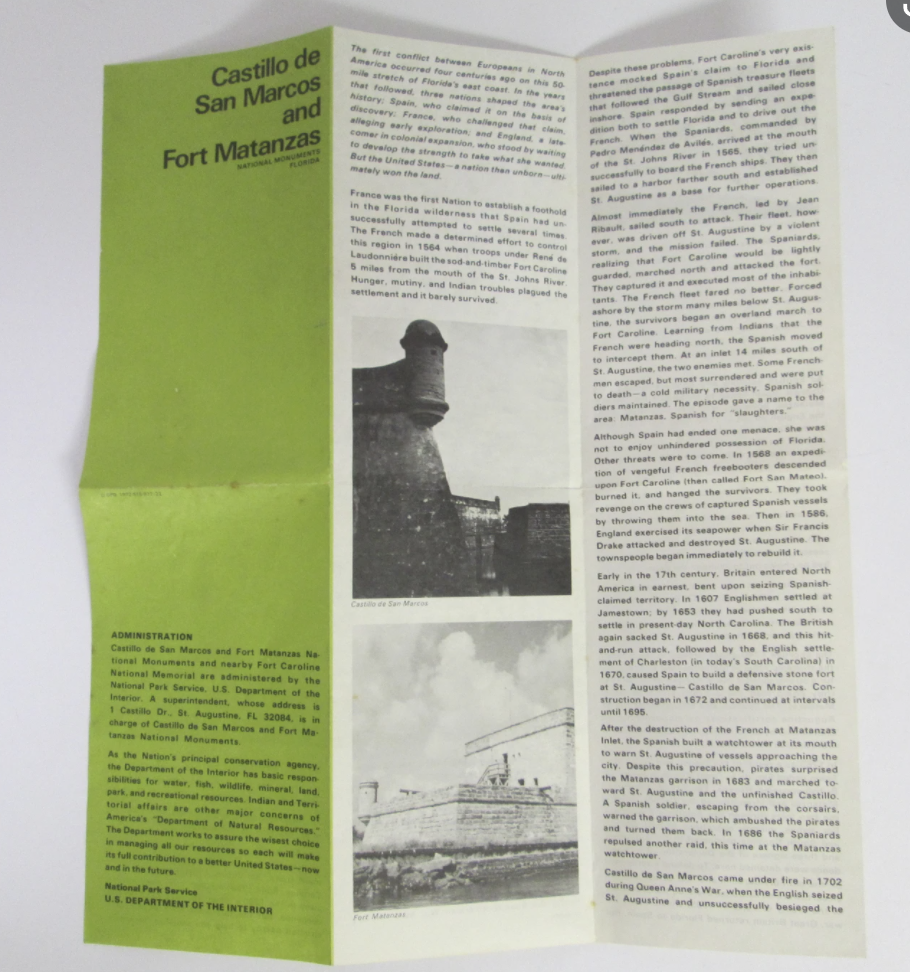 Castillo de
San Marcos
and
Fort Matanzas
NATIONAL MONUMENTS
FLORIDA
ADMINISTRATION
Castillo de San Marcos and Fort Matanzas Na-
tional Monuments and nearby Fort Caroline
National Memorial are administered by the
National Park Service, U.S. Department of the
Interior. A superintendent, whose address is
1 Castillo Dr., St. Augustine, FL 32084, is in
charge of Castillo de San Marcos and Fort Ma-
tanzas National Monuments.
As the Nation's principal conservation agency,
the Department of the Interior has basic respon-
sibilities for water, fish, wildlife, mineral, land,
park, and recreational resources. Indian and Terri-
torial affairs are other major concerns of
America's "Department of Natural Resources."
The Department works to assure the wisest choice
in managing all our resources so each will make
its full contribution to a better United States—now
and in the future.
National Park Service
U.S. DEPARTMENT OF THE INTERIOR
The first conflict between Europeans in North
America occurred four centuries ago on this 50-
mile stretch of Florida's east coast. In the years
that followed, three nations shaped the area's
history; Spain, who claimed it on the basis of
discovery; France, who challenged that claim,
alleging early exploration; and England, a late-
comer in colonial expansion, who stood by waiting
to develop the strength to take what she wanted.
But the United States—a nation then unborn—ulti-
mately won the land.
France was the first Nation to establish a foothold
in the Florida wilderness that Spain had un-
successfully attempted to settle several times.
The French made a determined effort to control
this region in 1564 when troops under René de
Laudonnière built the sod-and-timber Fort Caroline
5 miles from the mouth of the St. Johns River.
Hunger, mutiny, and Indian troubles plagued the
settlement and it barely survived.
Castillo de San Marcos
Fort Matanzas
Despite these problems, Fort Caroline's very exis-
tence mocked Spain's claim to Florida and
threatened the passage of Spanish treasure fleets
that followed the Gulf Stream and sailed close
inshore. Spain responded by sending an expe-
dition both to settle Florida and to drive out the
French. When the Spaniards, commanded by
Pedro Menéndez de Avilés, arrived at the mouth
of the St. Johns River in 1565, they tried un-
successfully to board the French ships. They then
sailed to a harbor farther south and established
St. Augustine as a base for further operations.
Almost immediately the French, led by Jean
Ribault, sailed south to attack. Their fleet, how-
ever, was driven off St. Augustine by a violent
storm, and the mission failed. The Spaniards,
realizing that Fort Caroline would be lightly
guarded, marched north and attacked the fort.
They captured it and executed most of the inhabi-
tants. The French fleet fared no better. Forced
ashore by the storm many miles below St. Augus-
tine, the survivors began an overland march to
Fort Caroline. Learning from Indians that the
French were heading north, the Spanish moved
to intercept them. At an inlet 14 miles south of
St. Augustine, the two enemies met. Some French-
men escaped, but most surrendered and were put
to death—a cold military necessity, Spanish sol-
diers maintained. The episode gave a name to the
area: Matanzas, Spanish for "slaughters."
Although Spain had ended one menace, she was
not to enjoy unhindered possession of Florida.
Other threats were to come. In 1568 an expedi-
tion of vengeful French freebooters descended
upon Fort Caroline (then called Fort San Mateo),
burned it, and hanged the survivors. They took
revenge on the crews of captured Spanish vessels
by throwing them into the sea. Then in 1586,
England exercised its seapower when Sir Francis
Drake attacked and destroyed St. Augustine. The
townspeople began immediately to rebuild it.
Early in the 17th century, Britain entered North
America in earnest, bent upon seizing Spanish-
claimed territory. In 1607 Englishmen settled at
Jamestown; by 1653 they had pushed south to
settle in present-day North Carolina. The British
again sacked St. Augustine in 1668, and this hit-
and-run attack, followed by the English settle-
ment of Charleston (in today's South Carolina) in
1670, caused Spain to build a defensive stone fort
at St. Augustine— Castillo de San Marcos. Con-
struction began in 1672 and continued at intervals
until 1695.
After the destruction of the French at Matanzas
Inlet, the Spanish built a watchtower at its mouth
to warn St. Augustine of vessels approaching the
city. Despite this precaution, pirates surprised
the Matanzas garrison in 1683 and marched to-
ward St. Augustine and the unfinished Castillo.
A Spanish soldier, escaping from the corsairs,
warned the garrison, which ambushed the pirates
and turned them back. In 1686 the Spaniards
repulsed another raid, this time at the Matanzas
watchtower.
Castillo de San Marcos came under fire in 1702
during Queen Anne's War, when the English seized
St. Augustine and unsuccessfully besieged the